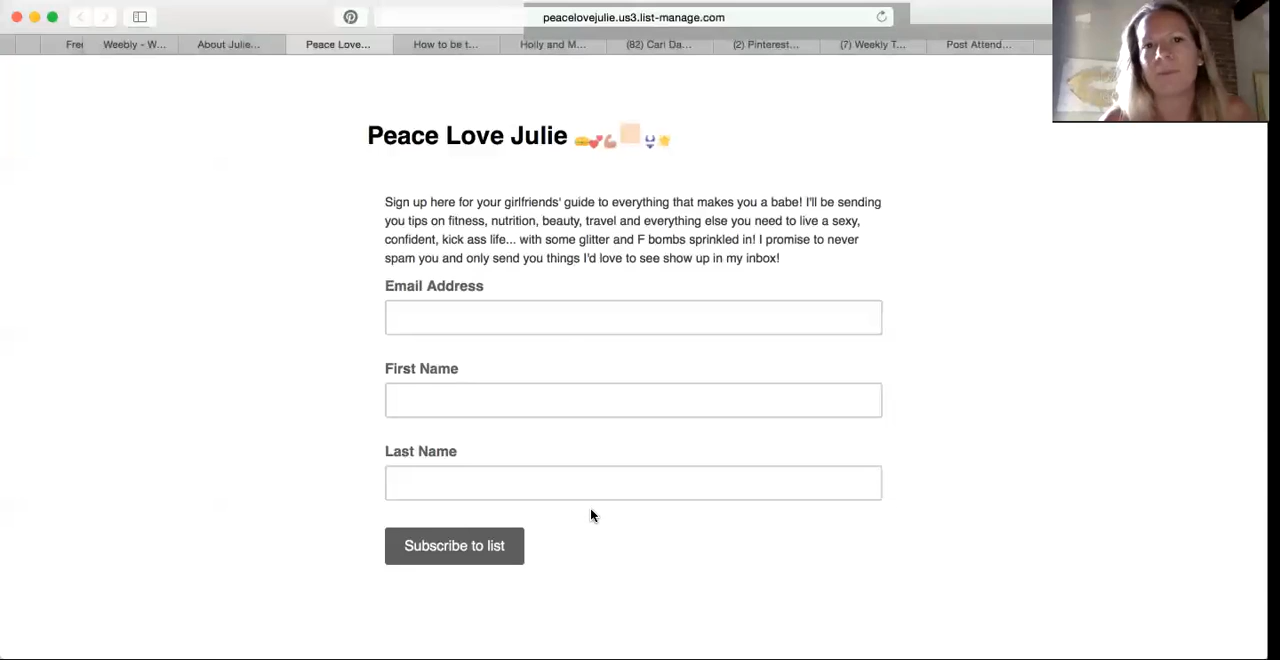 peacelovejulie.us3.list-manage.com
Weebly - W...
About Julie...
Peace Love...
How to be t...
Holly and M...
(82) Carl Da...
(2) Pinterest...
(7) Weekly T...
Post Attend...
Peace Love Julie 🍔💕💪🏼👙⭐
Sign up here for your girlfriends' guide to everything that makes you a babe! I'll be sending
you tips on fitness, nutrition, beauty, travel and everything else you need to live a sexy,
confident, kick ass life... with some glitter and F bombs sprinkled in! I promise to never
spam you and only send you things I'd love to see show up in my inbox!
Email Address
First Name
Last Name
Subscribe to list